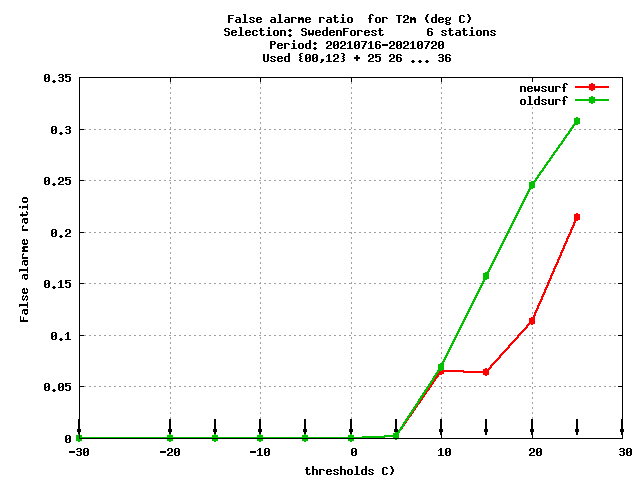 False alarme ratio  for T2m (deg C)
Selection: SwedenForest      6 stations
Period: 20210716-20210720
Used {00,12} + 25 26 ... 36
newsurf
oldsurf
False alarme ratio
0.35
0.3
0.25
0.2
0.15
0.1
0.05
0
-30 -20 -10 0 10 20 30
thresholds C)